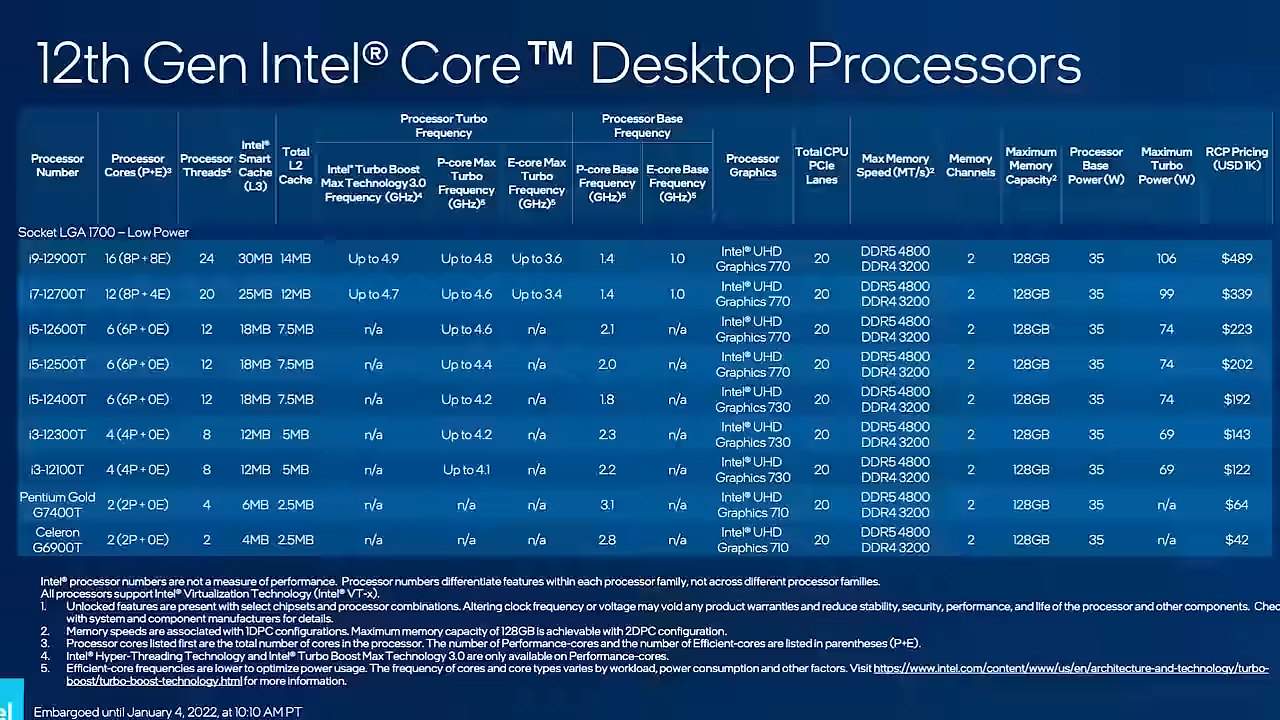 12th Gen Intel® Core™ Desktop Processors
Processor Turbo Frequency
Processor Base Frequency
Processor Number
Processor Cores (P+E)³
Processor Threads⁴
Intel® Smart Cache (L3)
Total L2 Cache
Intel® Turbo Boost Max Technology 3.0 Frequency (GHz)⁴
P-core Max Turbo Frequency (GHz)⁵
E-core Max Turbo Frequency (GHz)⁵
P-core Base Frequency (GHz)⁵
E-core Base Frequency (GHz)⁵
Processor Graphics
Total CPU PCIe Lanes
Max Memory Speed (MT/s)²
Memory Channels
Maximum Memory Capacity²
Processor Base Power (W)
Maximum Turbo Power (W)
RCP Pricing (USD 1K)
Socket LGA 1700 – Low Power
i9-12900T 16 (8P + 8E) 24 30MB 14MB Up to 4.9 Up to 4.8 Up to 3.6 1.4 1.0 Intel® UHD Graphics 770 20 DDR5 4800 DDR4 3200 2 128GB 35 106 $489
i7-12700T 12 (8P + 4E) 20 25MB 12MB Up to 4.7 Up to 4.6 Up to 3.4 1.4 1.0 Intel® UHD Graphics 770 20 DDR5 4800 DDR4 3200 2 128GB 35 99 $339
i5-12600T 6 (6P + 0E) 12 18MB 7.5MB n/a Up to 4.6 n/a 2.1 n/a Intel® UHD Graphics 770 20 DDR5 4800 DDR4 3200 2 128GB 35 74 $223
i5-12500T 6 (6P + 0E) 12 18MB 7.5MB n/a Up to 4.4 n/a 2.0 n/a Intel® UHD Graphics 770 20 DDR5 4800 DDR4 3200 2 128GB 35 74 $202
i5-12400T 6 (6P + 0E) 12 18MB 7.5MB n/a Up to 4.2 n/a 1.8 n/a Intel® UHD Graphics 730 20 DDR5 4800 DDR4 3200 2 128GB 35 74 $192
i3-12300T 4 (4P + 0E) 8 12MB 5MB n/a Up to 4.2 n/a 2.3 n/a Intel® UHD Graphics 730 20 DDR5 4800 DDR4 3200 2 128GB 35 69 $143
i3-12100T 4 (4P + 0E) 8 12MB 5MB n/a Up to 4.1 n/a 2.2 n/a Intel® UHD Graphics 730 20 DDR5 4800 DDR4 3200 2 128GB 35 69 $122
Pentium Gold G7400T 2 (2P + 0E) 4 6MB 2.5MB n/a n/a n/a 3.1 n/a Intel® UHD Graphics 710 20 DDR5 4800 DDR4 3200 2 128GB 35 n/a $64
Celeron G6900T 2 (2P + 0E) 2 4MB 2.5MB n/a n/a n/a 2.8 n/a Intel® UHD Graphics 710 20 DDR5 4800 DDR4 3200 2 128GB 35 n/a $42
Intel® processor numbers are not a measure of performance. Processor numbers differentiate features within each processor family, not across different processor families.
All processors support Intel® Virtualization Technology (Intel® VT-x).
1. Unlocked features are present with select chipsets and processor combinations. Altering clock frequency or voltage may void any product warranties and reduce stability, security, performance, and life of the processor and other components. Chec
with system and component manufacturers for details.
2. Memory speeds are associated with 1DPC configurations. Maximum memory capacity of 128GB is achievable with 2DPC configuration.
3. Processor cores listed first are the total number of cores in the processor. The number of Performance-cores and the number of Efficient-cores are listed in parentheses (P+E).
4. Intel® Hyper-Threading Technology and Intel® Turbo Boost Max Technology 3.0 are only available on Performance-cores.
5. Efficient-core frequencies are lower to optimize power usage. The frequency of cores and core types varies by workload, power consumption and other factors. Visit https://www.intel.com/content/www/us/en/architecture-and-technology/turbo-
boost/turbo-boost-technology.html for more information.
el
Embargoed until January 4, 2022, at 10:10 AM PT